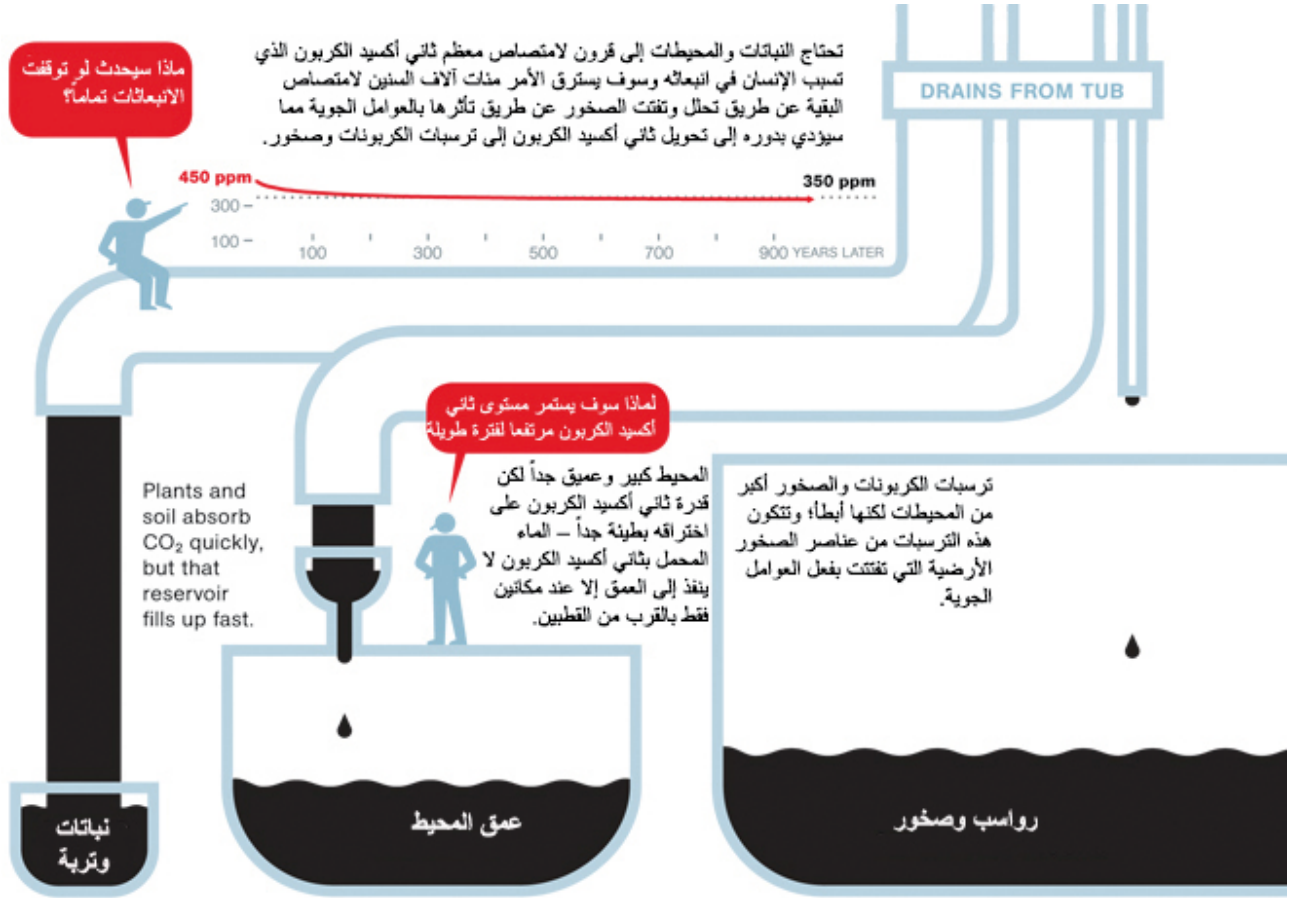 ماذا سيحدث لو توقفت
الانبعاثات تماماً؟
تحتاج النباتات والمحيطات إلى قرون لامتصاص معظم ثاني أكسيد الكربون الذي
تسبب الإنسان في انبعاثه وسوف يسترق الأمر مئات آلاف السنين لامتصاص
البقية عن طريق تحلل وتفتت الصخور عن طريق تأثرها بالعوامل الجوية مما
سيؤدي بدوره إلى تحويل ثاني أكسيد الكربون إلى ترسبات الكربونات وصخور.
DRAINS FROM TUB
450 ppm
350 ppm
300
100
100 300 500 700 900 YEARS LATER
لماذا سوف يستمر مستوى ثاني
أكسيد الكربون مرتفعا لفترة طويلة
Plants and
soil absorb
CO₂ quickly,
but that
reservoir
fills up fast.
المحيط كبير وعميق جداً لكن
قدرة ثاني أكسيد الكربون على
اختراقه بطيئة جداً – الماء
المحمل بثاني أكسيد الكربون لا
ينفذ إلى العمق إلا عند مكانين
فقط بالقرب من القطبين.
ترسبات الكربونات والصخور أكبر
من المحيطات لكنها أبطأ؛ وتتكون
هذه الترسبات من عناصر الصخور
الأرضية التي تفتتت بفعل العوامل
الجوية.
نباتات
وتربة
عمق المحيط
رواسب وصخور